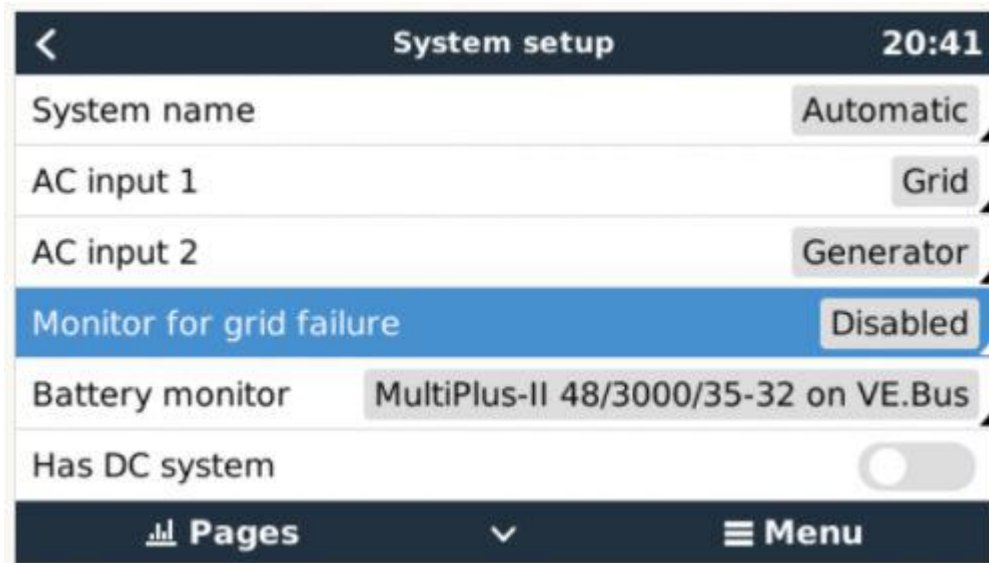 System setup 20:41
System name Automatic
AC input 1 Grid
AC input 2 Generator
Monitor for grid failure Disabled
Battery monitor MultiPlus-II 48/3000/35-32 on VE.Bus
Has DC system
Pages Menu